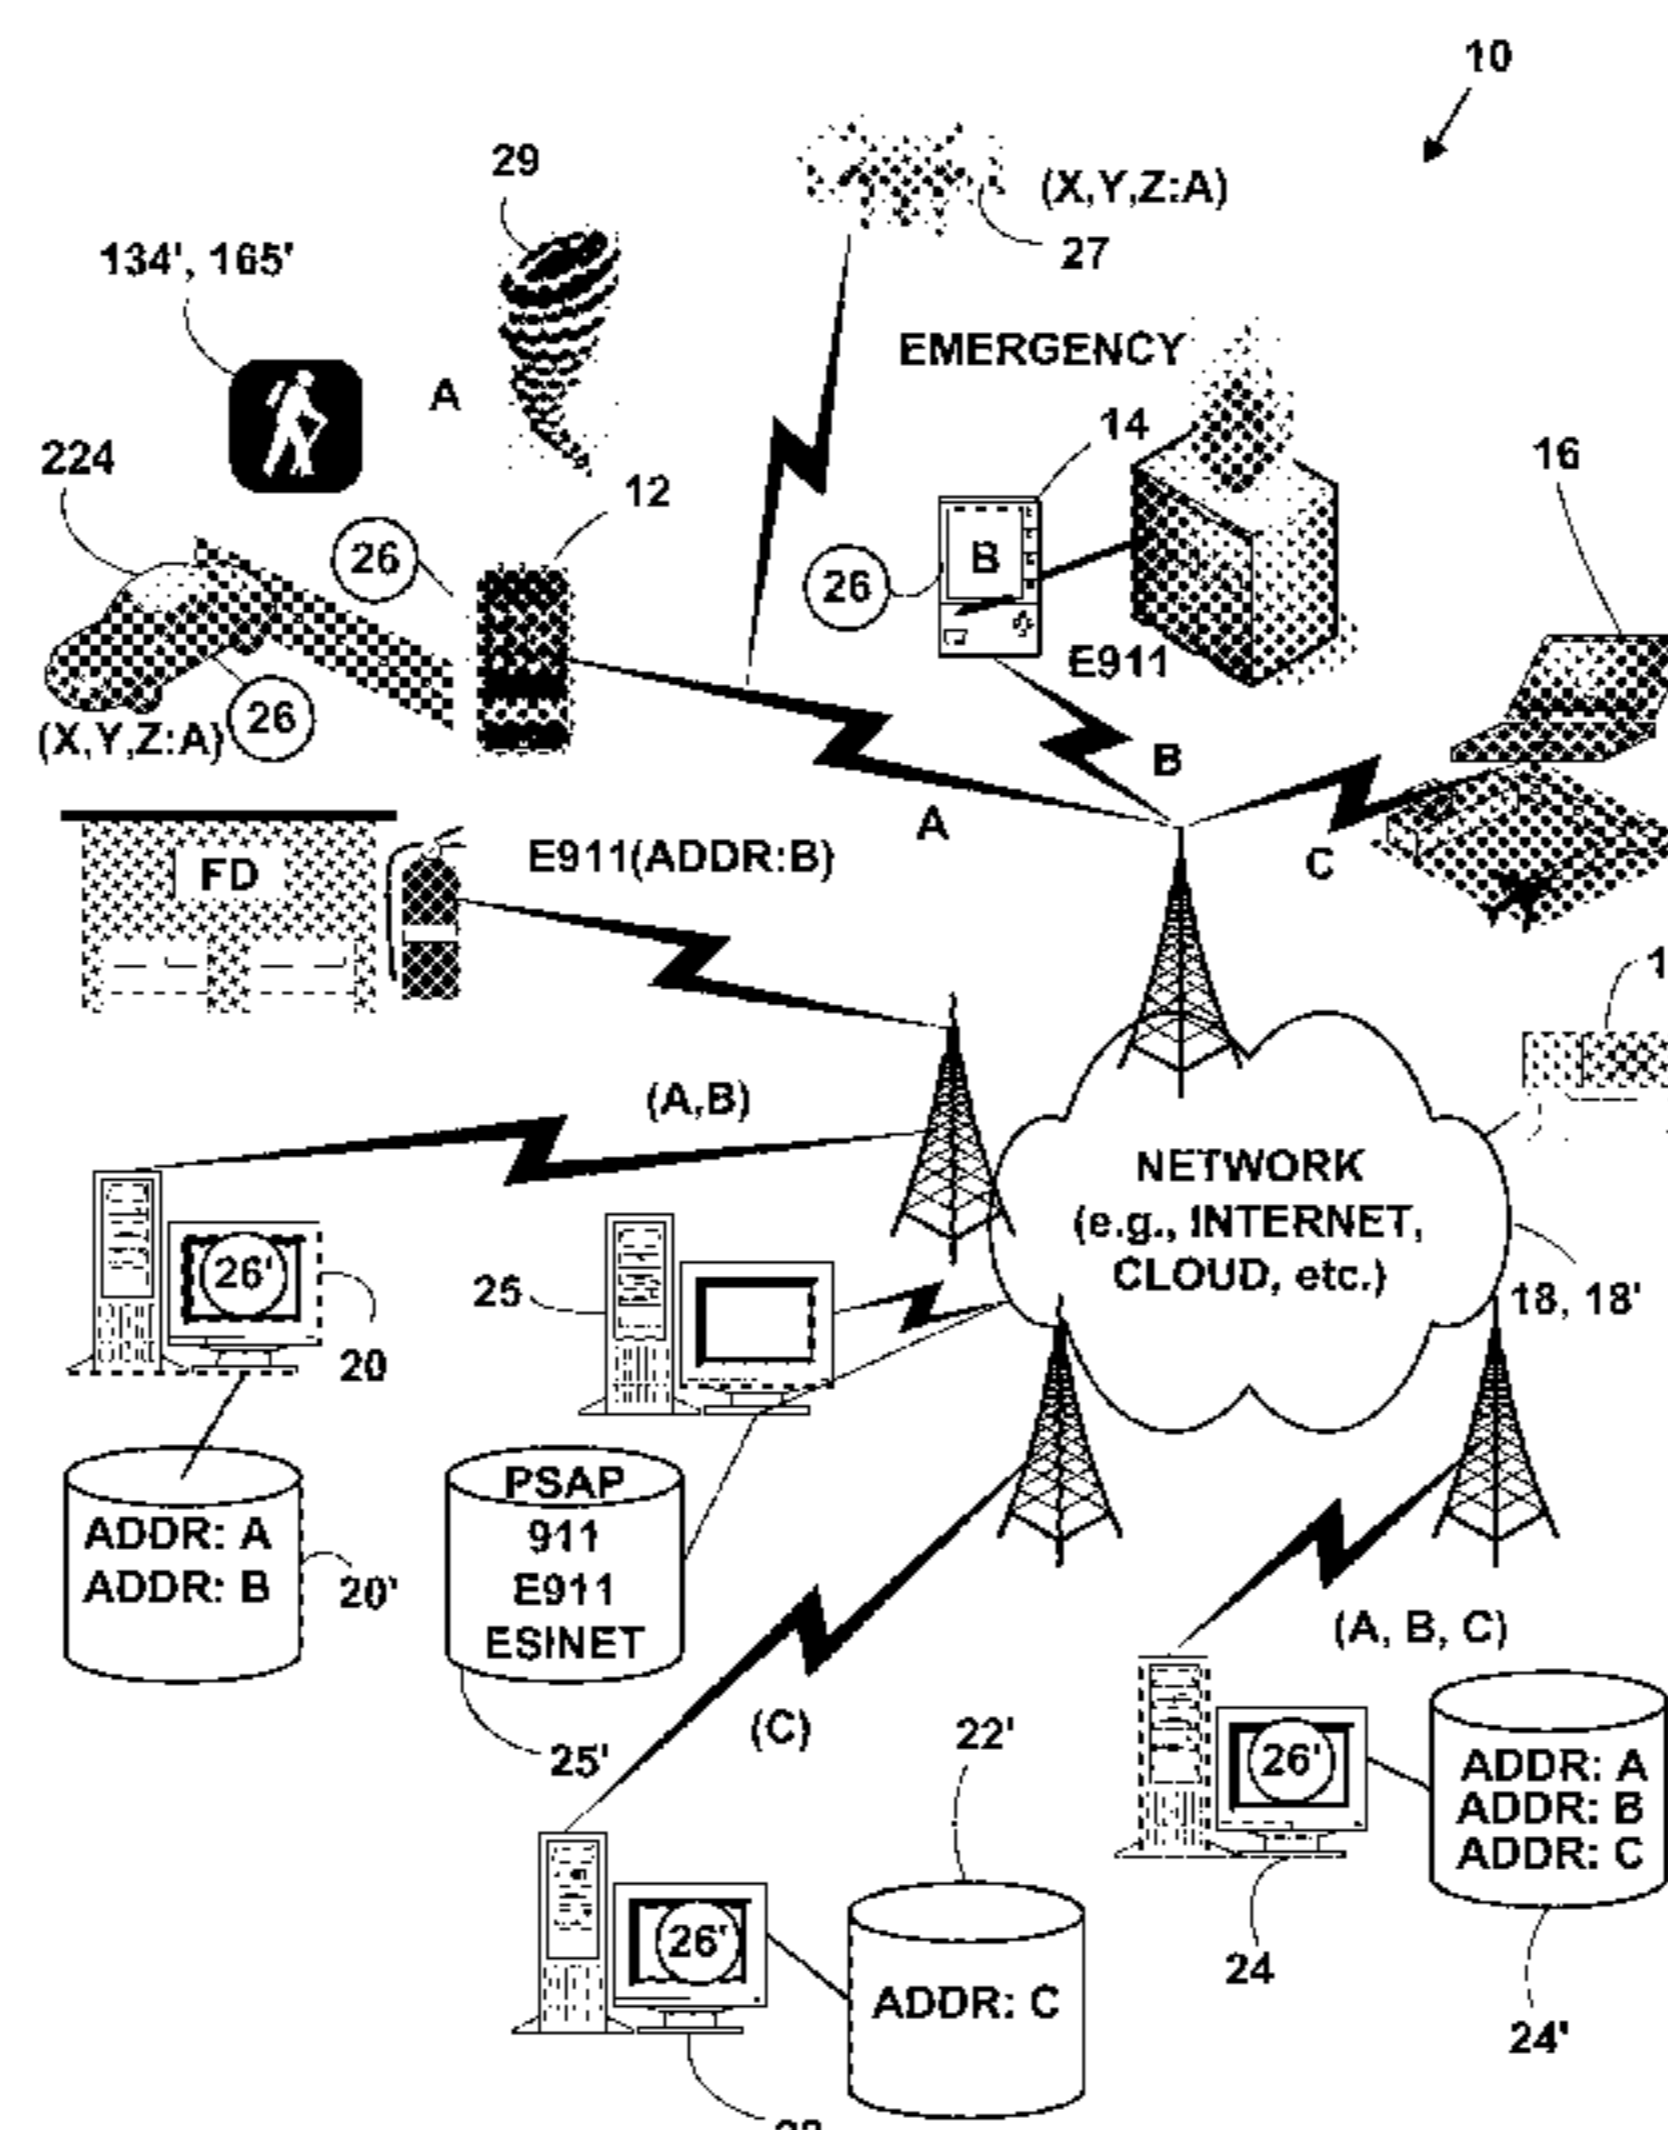 10
29
(X,Y,Z:A)
27
134', 165'
EMERGENCY
A
14
224
12
16
26
B
26
E911
26
(X,Y,Z:A)
B
A
E911(ADDR:B)
C
FD
(A,B)
NETWORK
(e.g., INTERNET,
CLOUD, etc.)
26'
25
18, 18'
20
PSAP
911
E911
ESINET
ADDR: A
ADDR: B
20'
(A, B, C)
25'
(C)
22'
26'
ADDR: A
ADDR: B
ADDR: C
26'
24
ADDR: C
24'